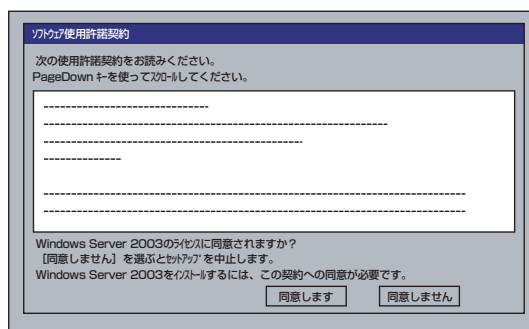 ｿﾌﾄｳｪｱ使用許諾契約
次の使用許諾契約をお読みください。
PageDown ｷｰを使ってｽｸﾛｰﾙしてください。
Windows Server 2003のﾗｲｾﾝｽに同意されますか？
［同意しません］を選ぶとｾｯﾄｱｯﾌﾟを中止します。
Windows Server 2003をｲﾝｽﾄｰﾙするには、この契約への同意が必要です。
同意します 同意しません